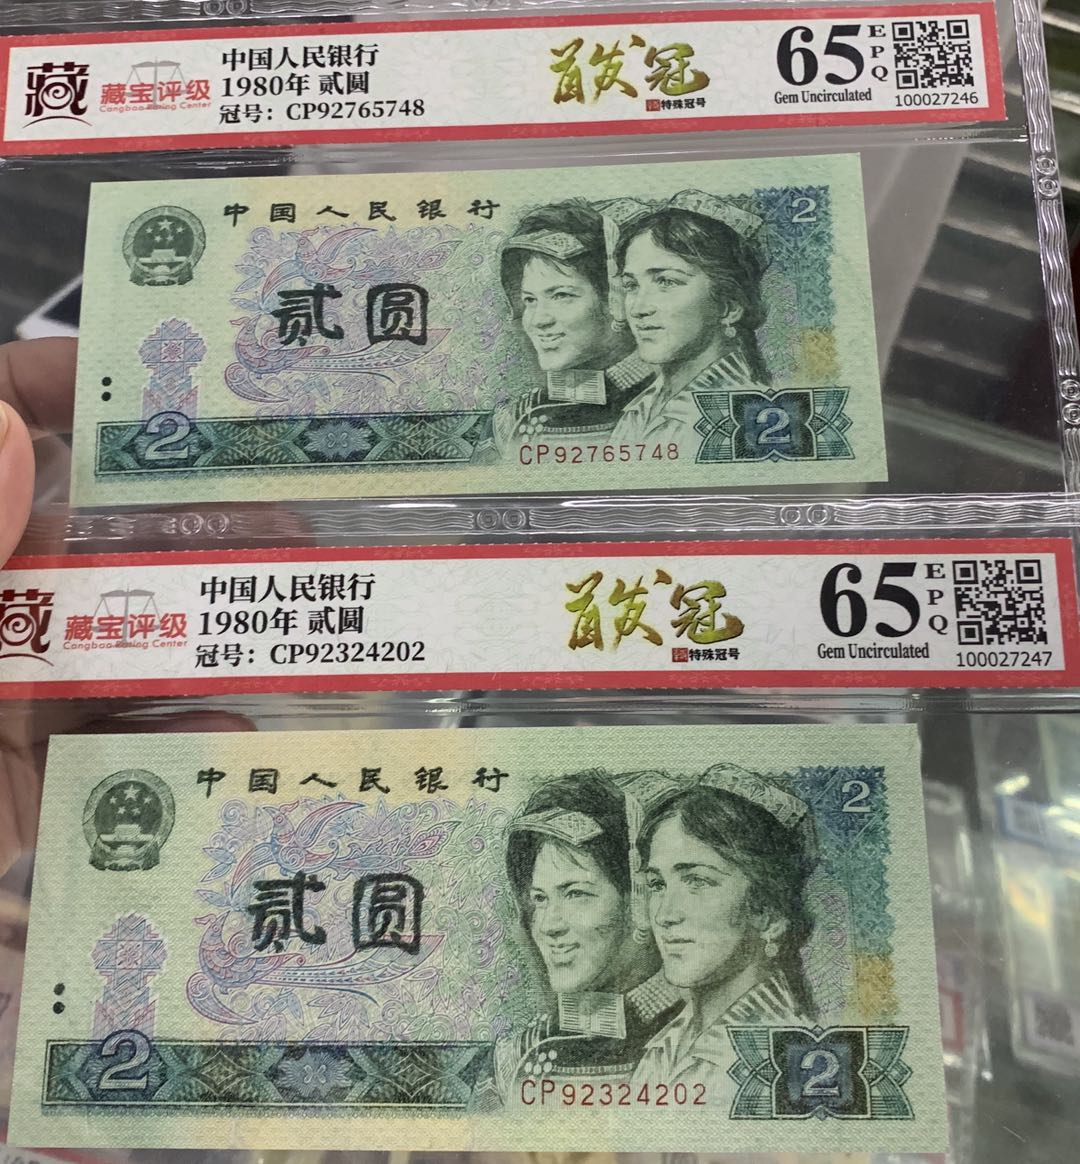 藏
藏宝评级
Cangbao Rating Center
中国人民银行
1980年 贰圆
冠号：CP92765748
首发冠
特殊冠号
65 EPQ
Gem Uncirculated
100027246
中国人民银行
2
贰圆
2
CP92765748
2
藏
藏宝评级
Cangbao Rating Center
中国人民银行
1980年 贰圆
冠号：CP92324202
首发冠
特殊冠号
65 EPQ
Gem Uncirculated
100027247
中国人民银行
2
贰圆
2
CP92324202
2